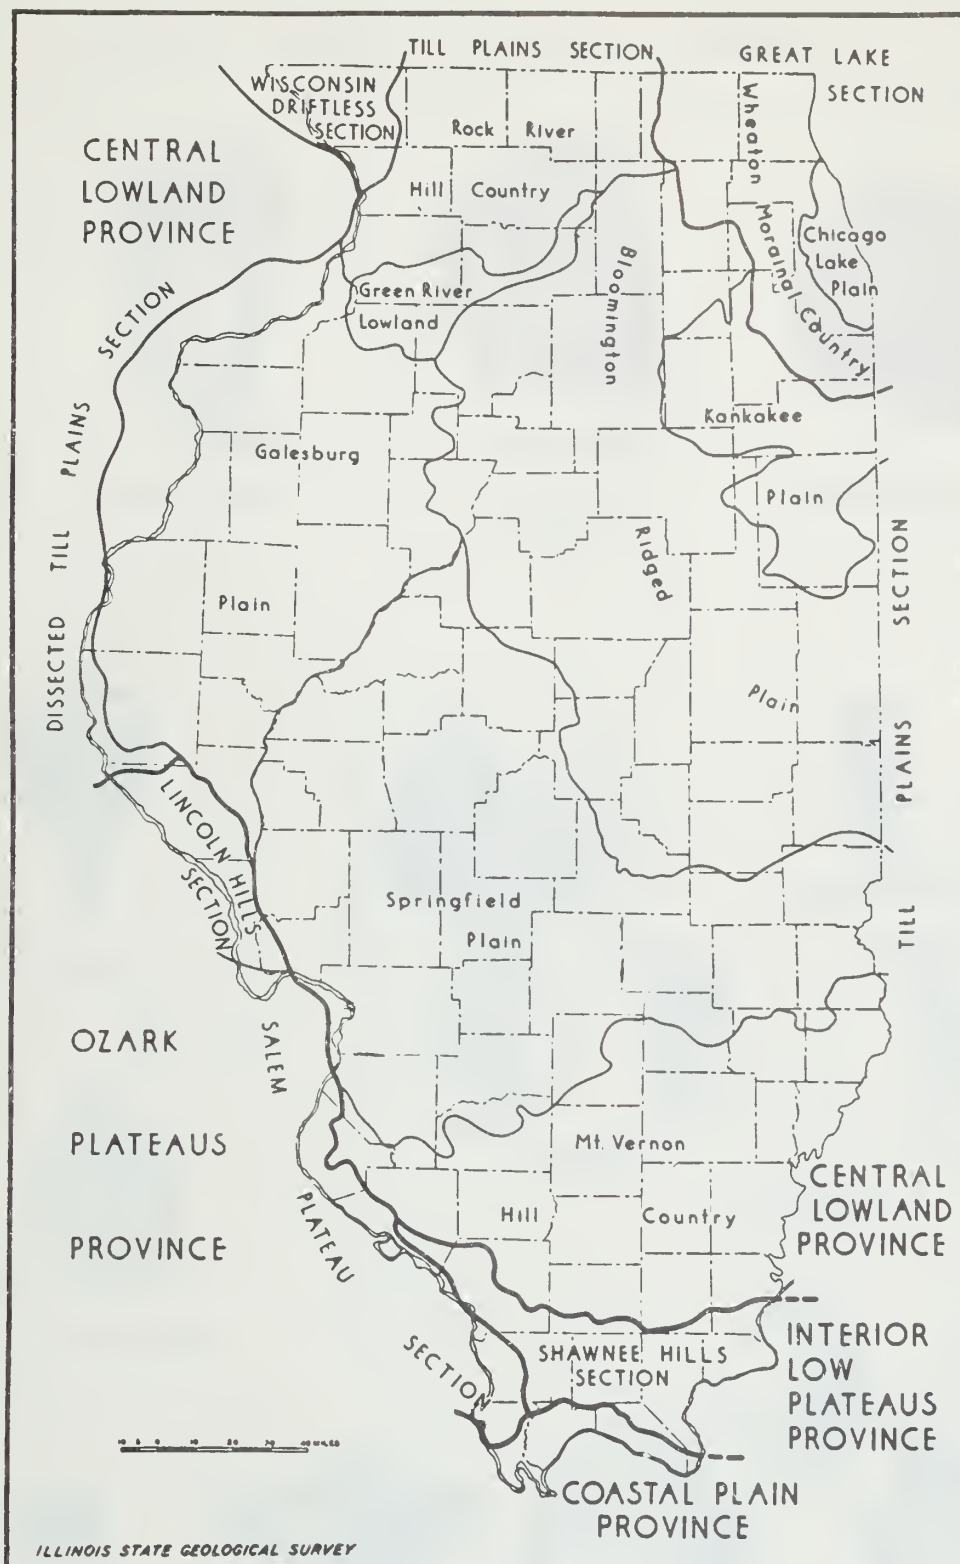 TILL PLAINS SECTION
GREAT LAKE
SECTION
WISCONSIN
DRIFTLESS
SECTION
CENTRAL
LOWLAND
PROVINCE
Rock River
Hill Country
Wheaton
Morainal Country
Chicago
Lake
Plain
Green River
Lowland
Bloomington
Ridged
Plain
Kankakee
Plain
DISSECTED TILL PLAINS SECTION
Galesburg
Plain
TILL PLAINS SECTION
LINCOLN HILLS
SECTION
Springfield
Plain
OZARK
PLATEAUS
PROVINCE
SALEM
PLATEAU
SECTION
Mt. Vernon
Hill Country
CENTRAL
LOWLAND
PROVINCE
SHAWNEE HILLS
SECTION
INTERIOR
LOW
PLATEAUS
PROVINCE
COASTAL PLAIN
PROVINCE
ILLINOIS STATE GEOLOGICAL SURVEY